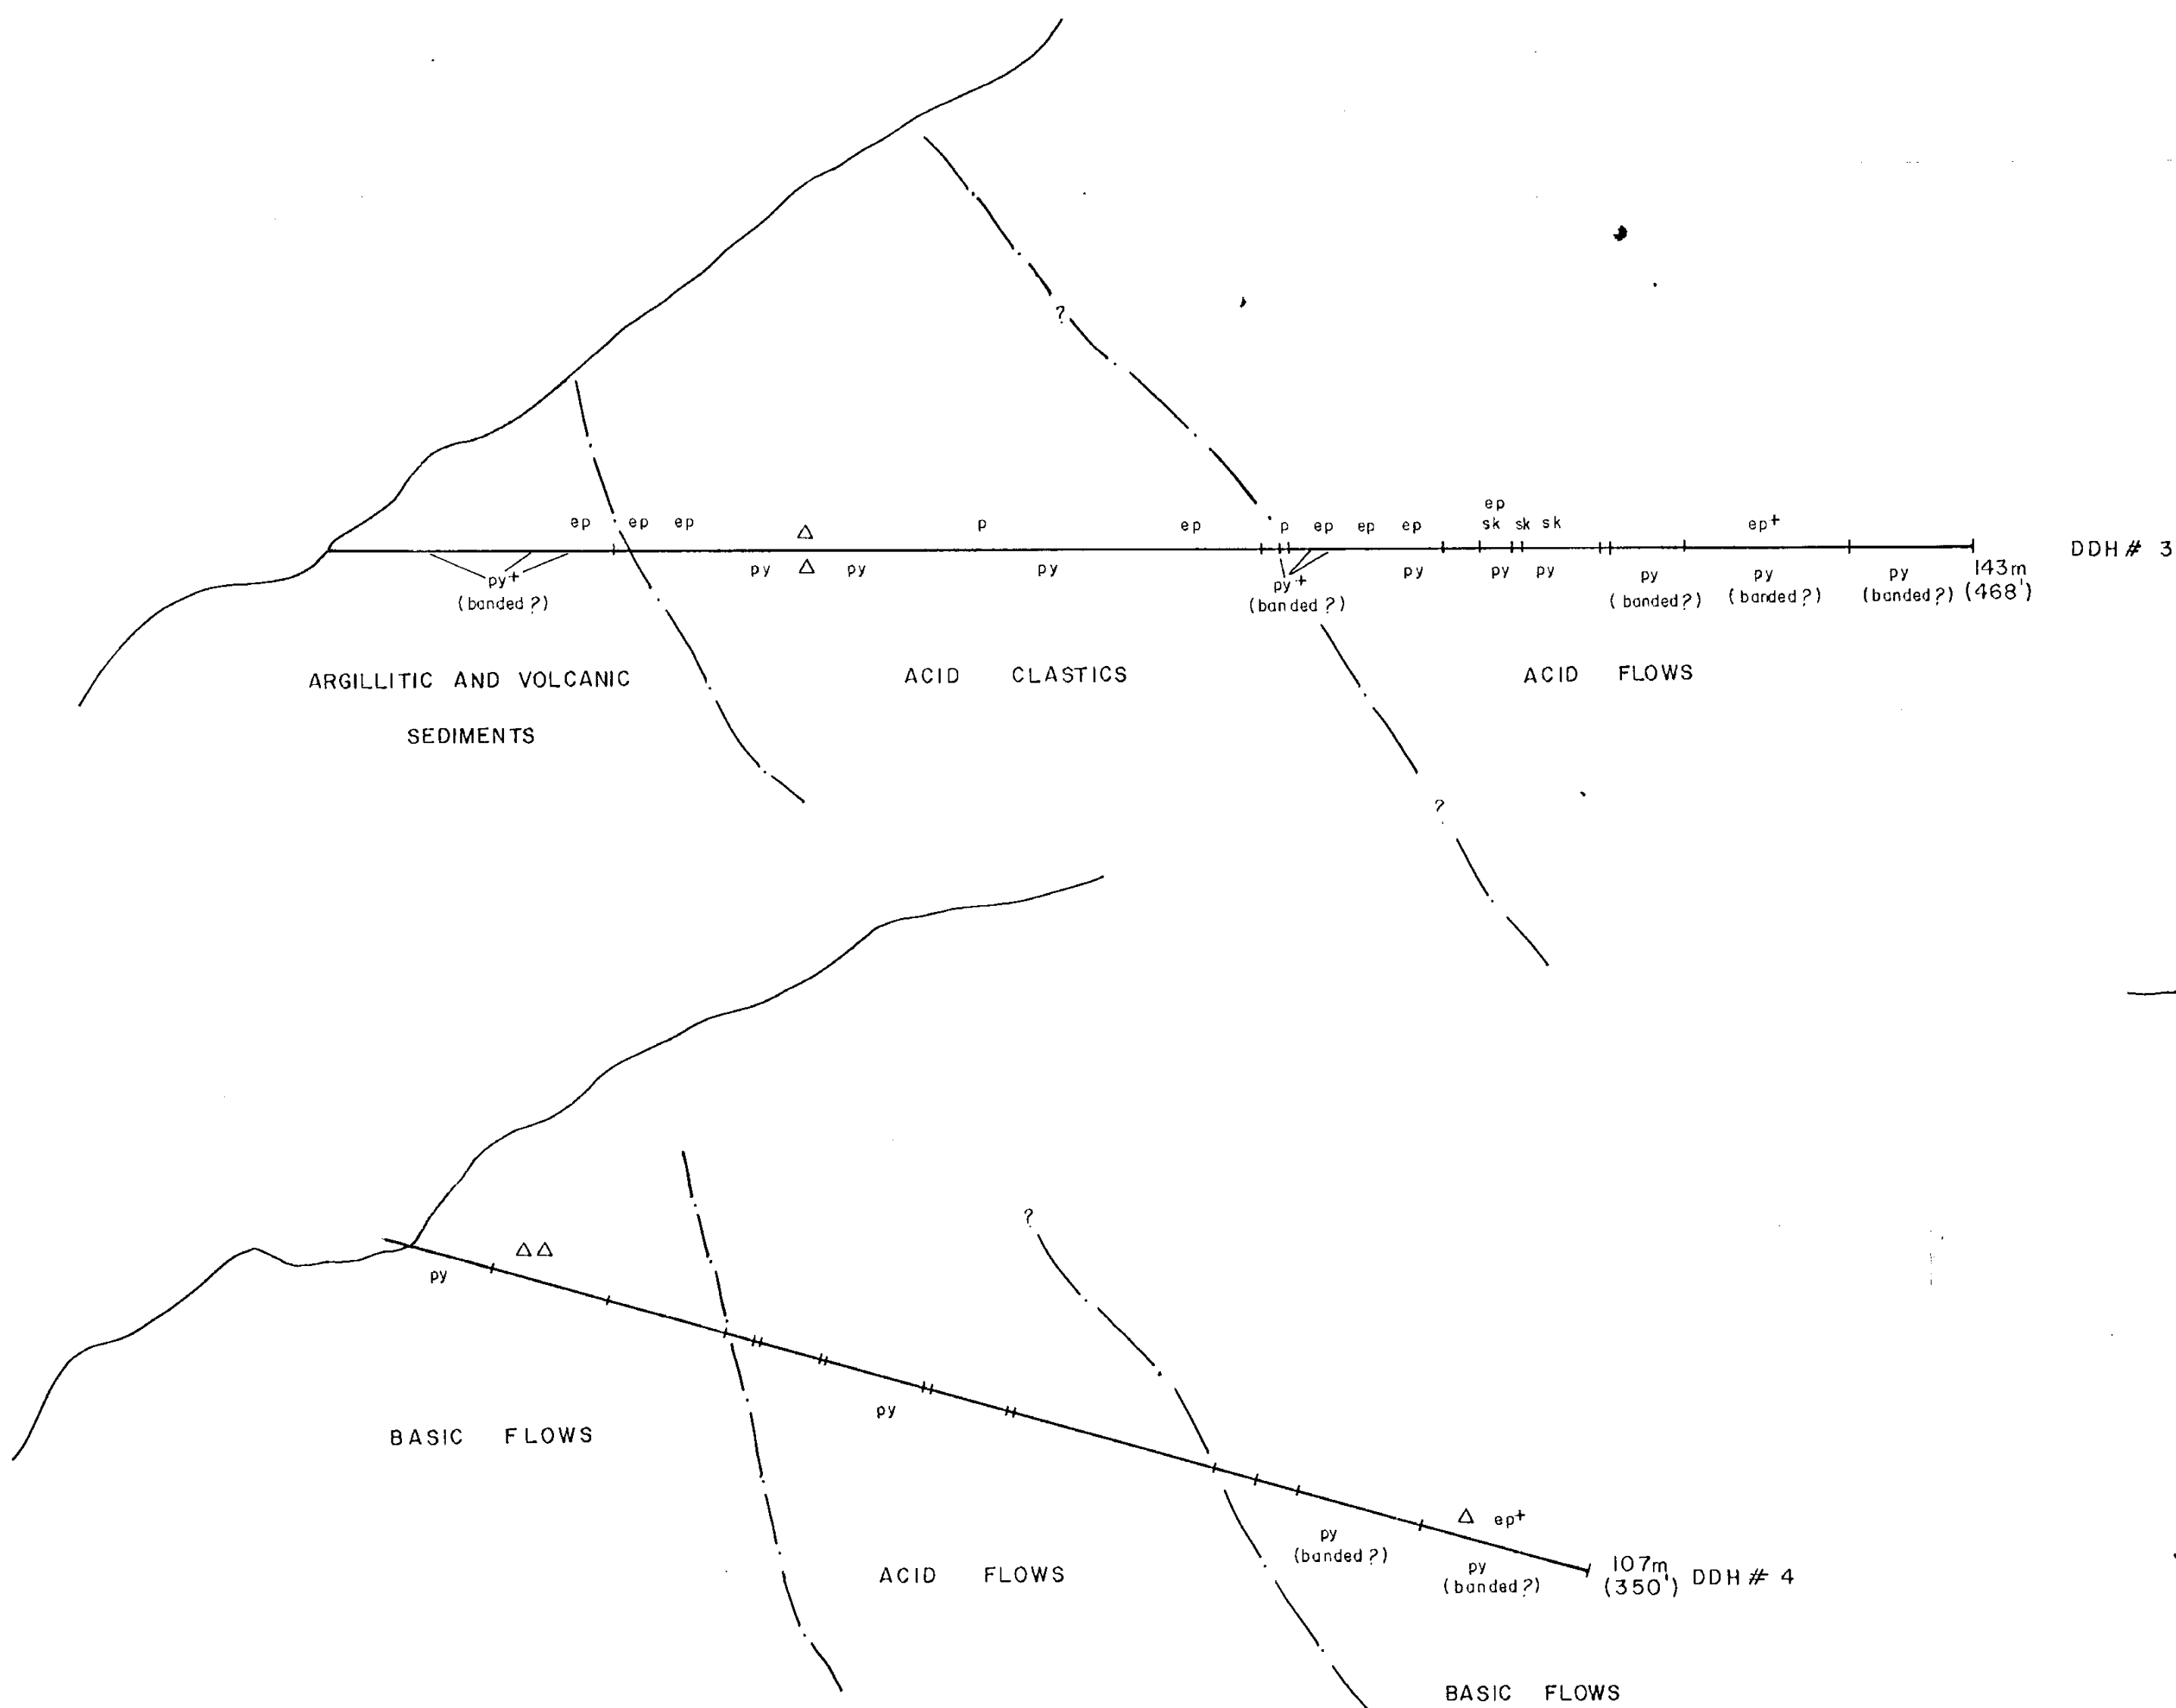 ?
ep
ep ep ep △ p ep p ep ep ep sk sk sk ep+
DDH # 3
py+ py △ py py py+ py py py py py py 143m
(banded?) (banded?) (banded?) (banded?) (banded?) (468')
ARGILLITIC AND VOLCANIC
SEDIMENTS
ACID CLASTICS
ACID FLOWS
?
?
△△
py
py
BASIC FLOWS
△ ep+
py
(banded?)
py
(banded?)
107m
(350') DDH # 4
ACID FLOWS
BASIC FLOWS